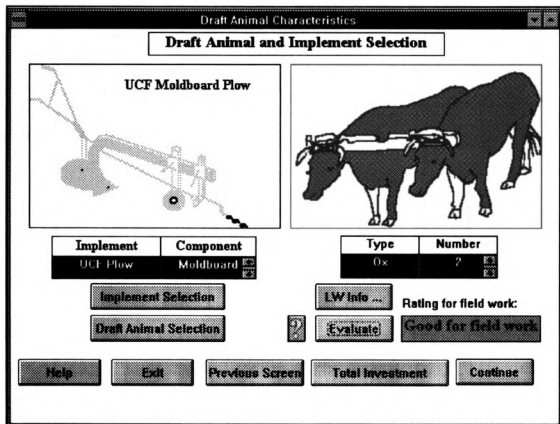 Draft Animal Characteristics
Draft Animal and Implement Selection
UCF Moldboard Plow
Implement Component
UCF Plow Moldboard
Type Number
Ox 2
Implement Selection
LW Info ...
Rating for field work:
Draft Animal Selection
? Evaluate
Good for field work
Help Exit Previous Screen Total Investment Continue